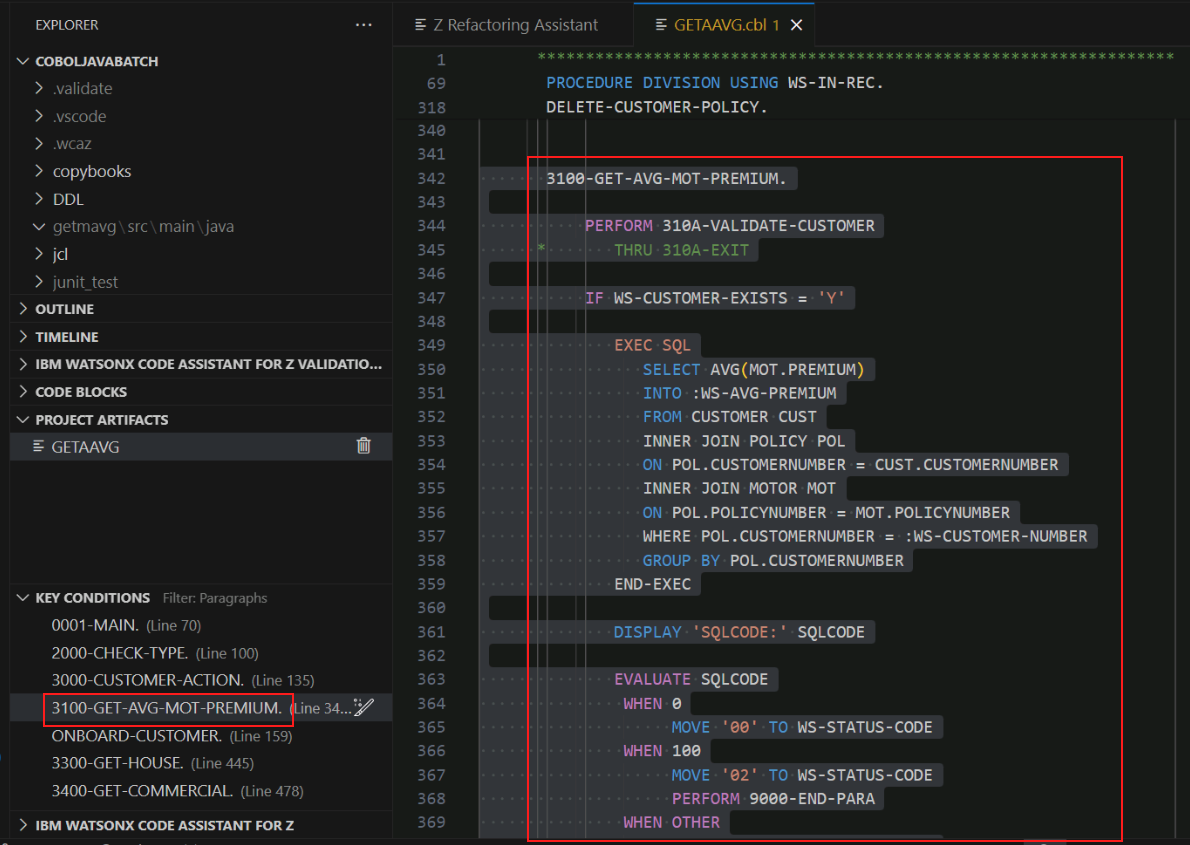 EXPLORER
COBOLJAVABATCH
.validate
.vscode
.wcaz
copybooks
DDL
getmavg\src\main\java
jcl
junit_test
OUTLINE
TIMELINE
IBM WATSONX CODE ASSISTANT FOR Z VALIDATIO...
CODE BLOCKS
PROJECT ARTIFACTS
GETAAVG
KEY CONDITIONS Filter: Paragraphs
0001-MAIN. (Line 70)
2000-CHECK-TYPE. (Line 100)
3000-CUSTOMER-ACTION. (Line 135)
3100-GET-AVG-MOT-PREMIUM. (Line 34...
ONBOARD-CUSTOMER. (Line 159)
3300-GET-HOUSE. (Line 445)
3400-GET-COMMERCIAL. (Line 478)
IBM WATSONX CODE ASSISTANT FOR Z
Z Refactoring Assistant
GETAAVG.cbl 1
1 ******************************************************************
69 PROCEDURE DIVISION USING WS-IN-REC.
318 DELETE-CUSTOMER-POLICY.
340
341
342 3100-GET-AVG-MOT-PREMIUM.
343
344 PERFORM 310A-VALIDATE-CUSTOMER
345 * THRU 310A-EXIT
346
347 IF WS-CUSTOMER-EXISTS = 'Y'
348
349 EXEC SQL
350 SELECT AVG(MOT.PREMIUM)
351 INTO :WS-AVG-PREMIUM
352 FROM CUSTOMER CUST
353 INNER JOIN POLICY POL
354 ON POL.CUSTOMERNUMBER = CUST.CUSTOMERNUMBER
355 INNER JOIN MOTOR MOT
356 ON POL.POLICYNUMBER = MOT.POLICYNUMBER
357 WHERE POL.CUSTOMERNUMBER = :WS-CUSTOMER-NUMBER
358 GROUP BY POL.CUSTOMERNUMBER
359 END-EXEC
360
361 DISPLAY 'SQLCODE:' SQLCODE
362
363 EVALUATE SQLCODE
364 WHEN 0
365 MOVE '00' TO WS-STATUS-CODE
366 WHEN 100
367 MOVE '02' TO WS-STATUS-CODE
368 PERFORM 9000-END-PARA
369 WHEN OTHER